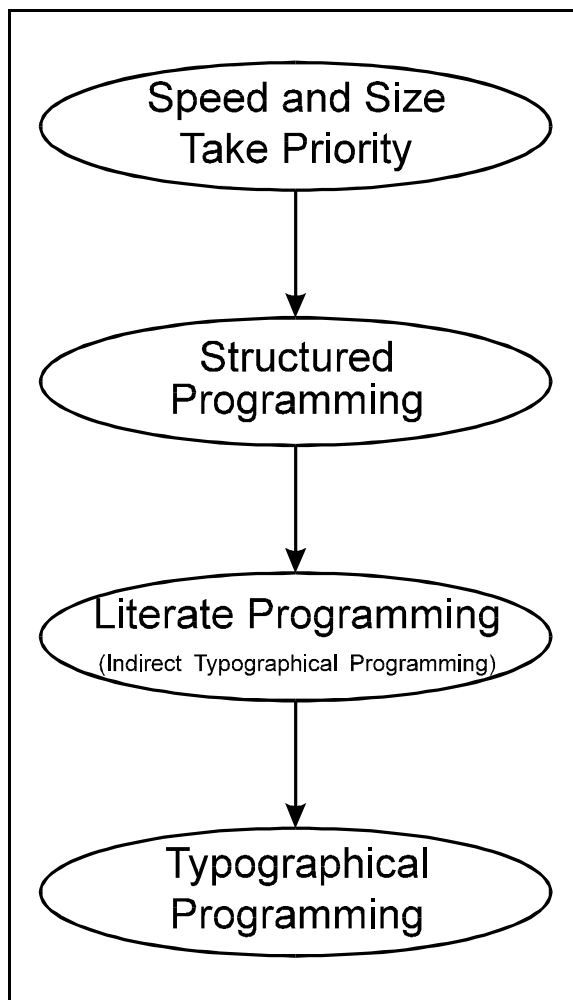 Speed and Size
Take Priority
Structured
Programming
Literate Programming
(Indirect Typographical Programming)
Typographical
Programming